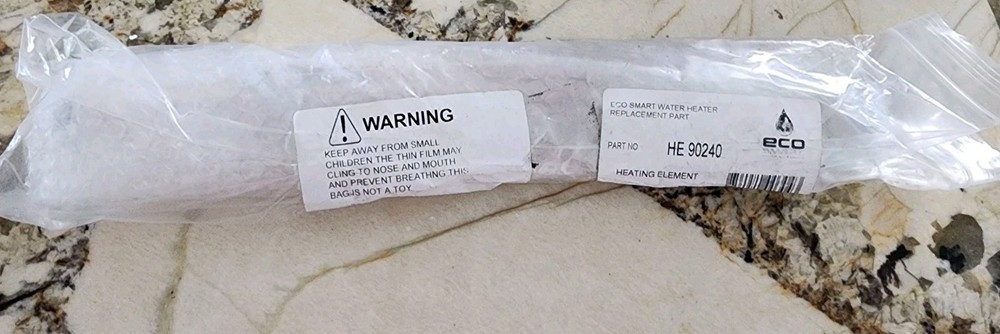 WARNING
KEEP AWAY FROM SMALL
CHILDREN THE THIN FILM MAY
CLING TO NOSE AND MOUTH
AND PREVENT BREATHNG THIS
BAG IS NOT A TOY
ECO SMART WATER HEATER
REPLACEMENT PART
PART NO HE 90240
eco
HEATING ELEMENT